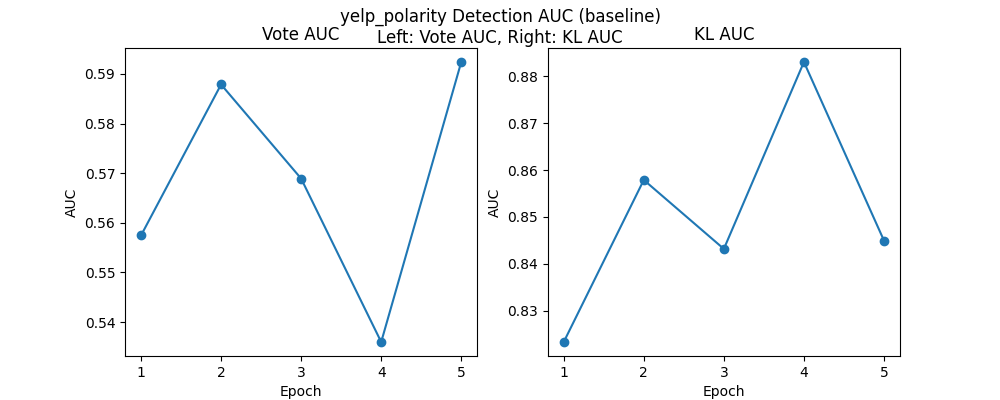 yelp_polarity Detection AUC (baseline)
Left: Vote AUC, Right: KL AUC
Vote AUC
AUC
0.59
0.58
0.57
0.56
0.55
0.54
1 2 3 4 5
Epoch
KL AUC
AUC
0.88
0.87
0.86
0.85
0.84
0.83
1 2 3 4 5
Epoch